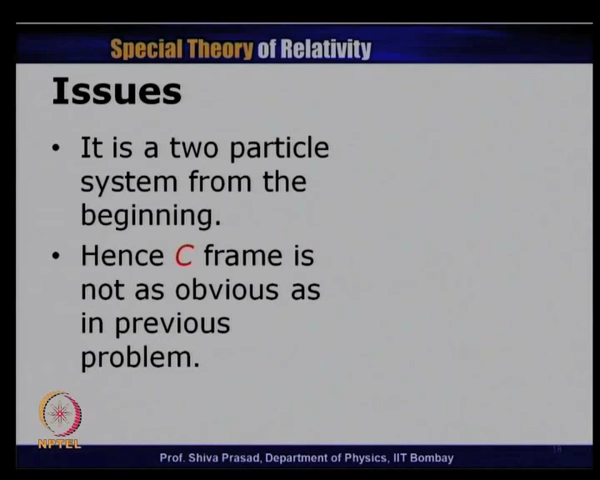 Special Theory of Relativity
Issues
• It is a two particle
system from the
beginning.
• Hence C frame is
not as obvious as
in previous
problem.
NPTEL
Prof. Shiva Prasad, Department of Physics, IIT Bombay